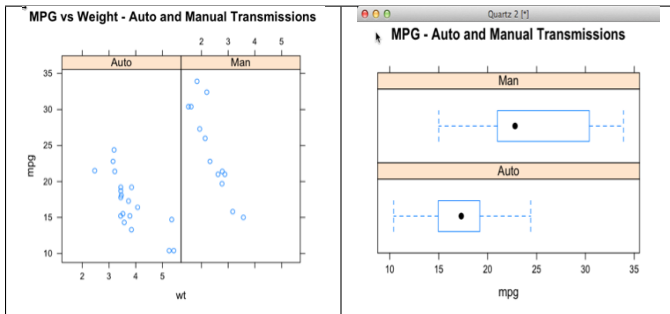 MPG vs Weight - Auto and Manual Transmissions
2 3 4 5
Auto Man
35
30
25
20
15
10
mpg
2 3 4 5
wt
Quartz 2 [*]
MPG - Auto and Manual Transmissions
Man
Auto
10 15 20 25 30 35
mpg